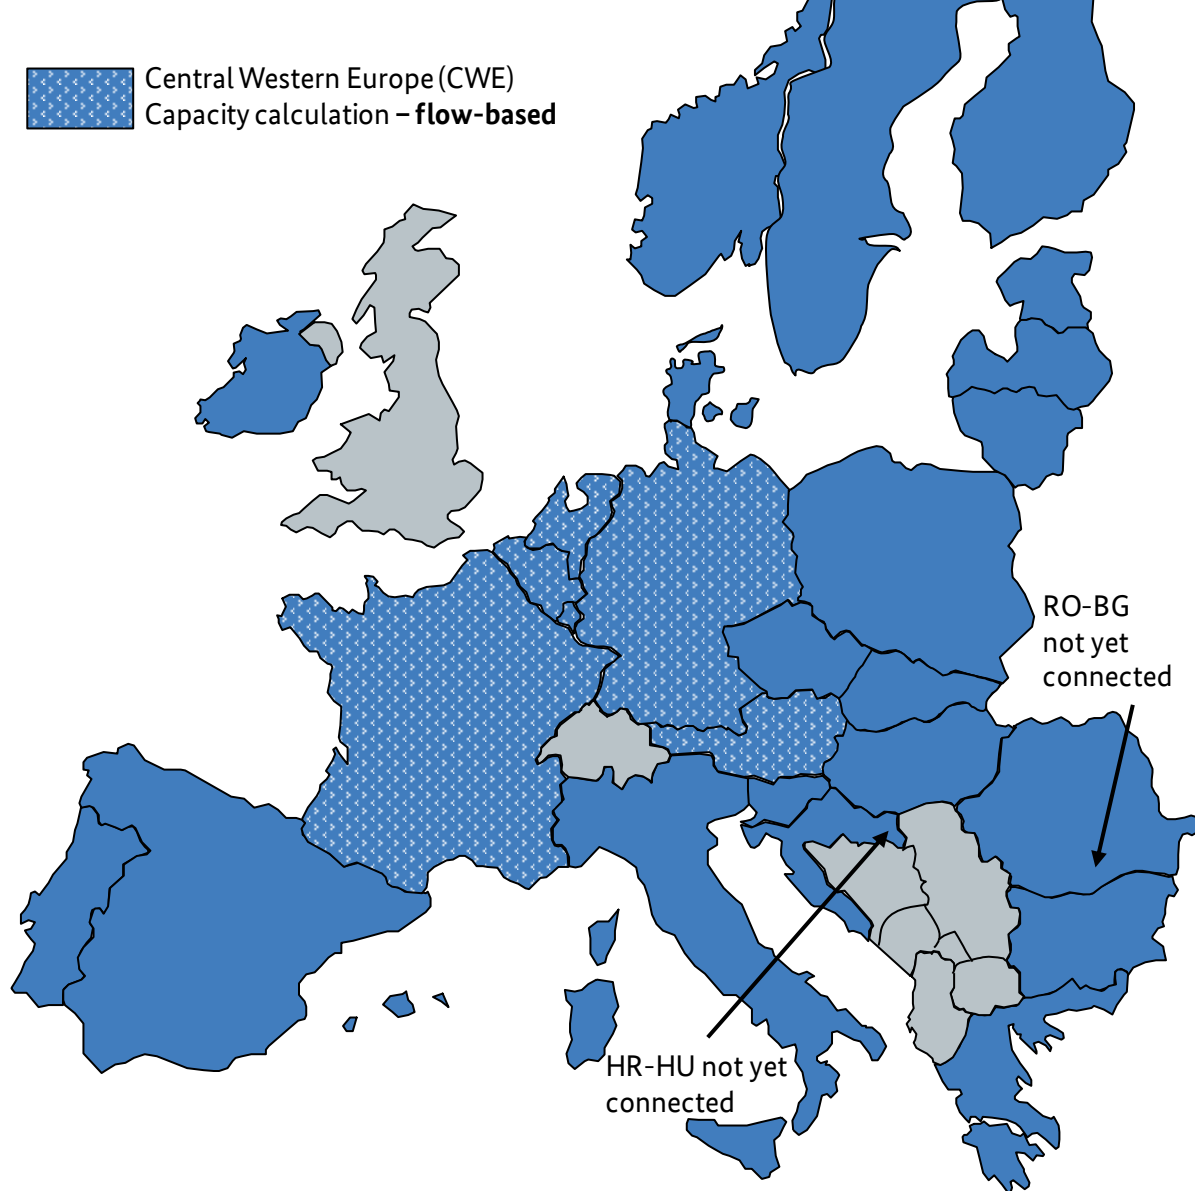 Central Western Europe (CWE)
Capacity calculation – flow-based
RO-BG
not yet
connected
HR-HU not yet
connected